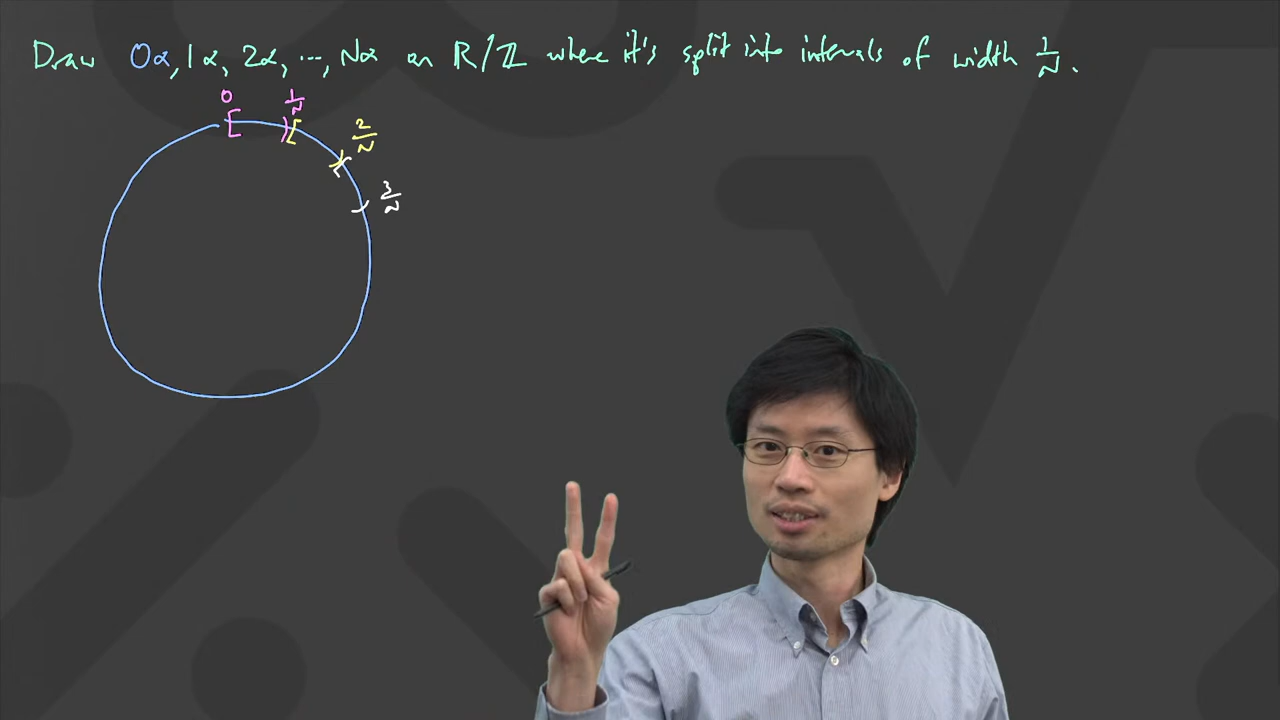 Draw 0α, 1α, 2α, ..., Nα on ℝ/ℤ where it's split into intervals of width 1/N.
0
1/N
2/N
3/N